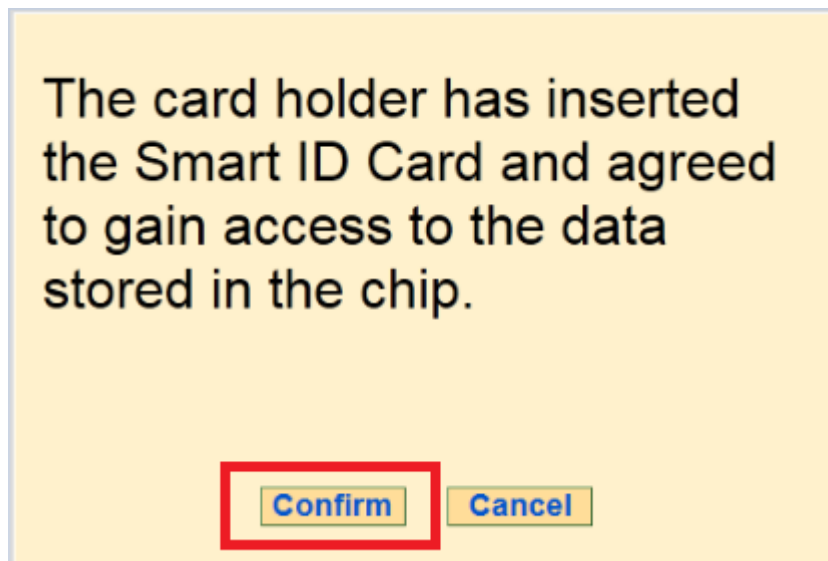 The card holder has inserted
the Smart ID Card and agreed
to gain access to the data
stored in the chip.
Confirm Cancel